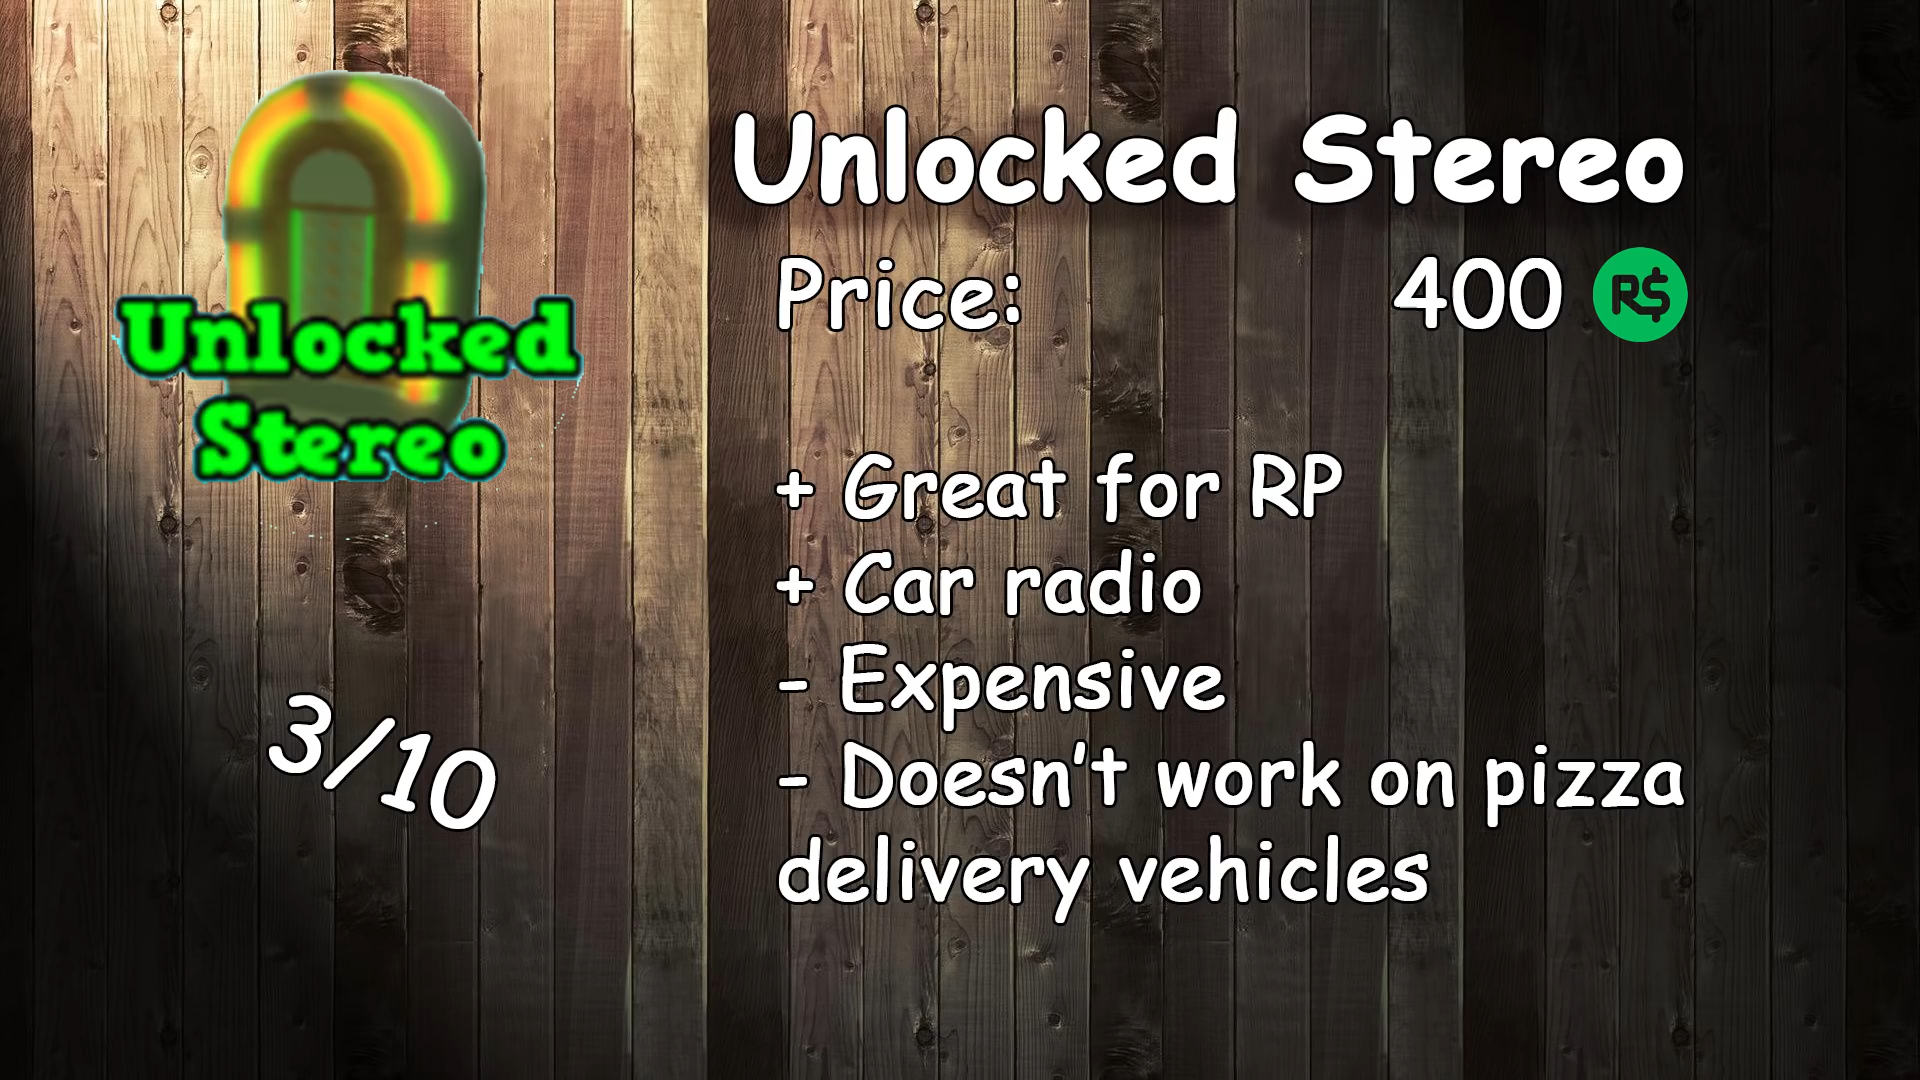 Unlocked
Stereo
3/10
Unlocked Stereo
Price: 400 R$
+ Great for RP
+ Car radio
- Expensive
- Doesn't work on pizza
delivery vehicles